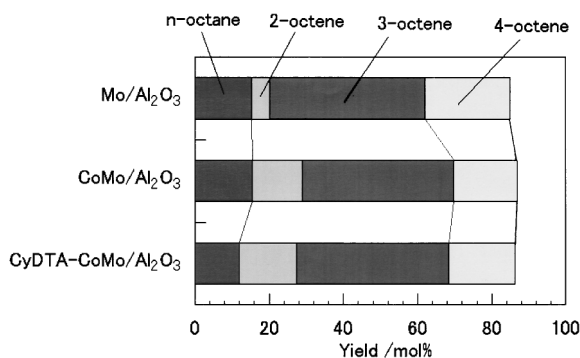 n-octane 2-octene 3-octene 4-octene
Mo/Al₂O₃
CoMo/Al₂O₃
CyDTA-CoMo/Al₂O₃
0 20 40 60 80 100
Yield /mol%